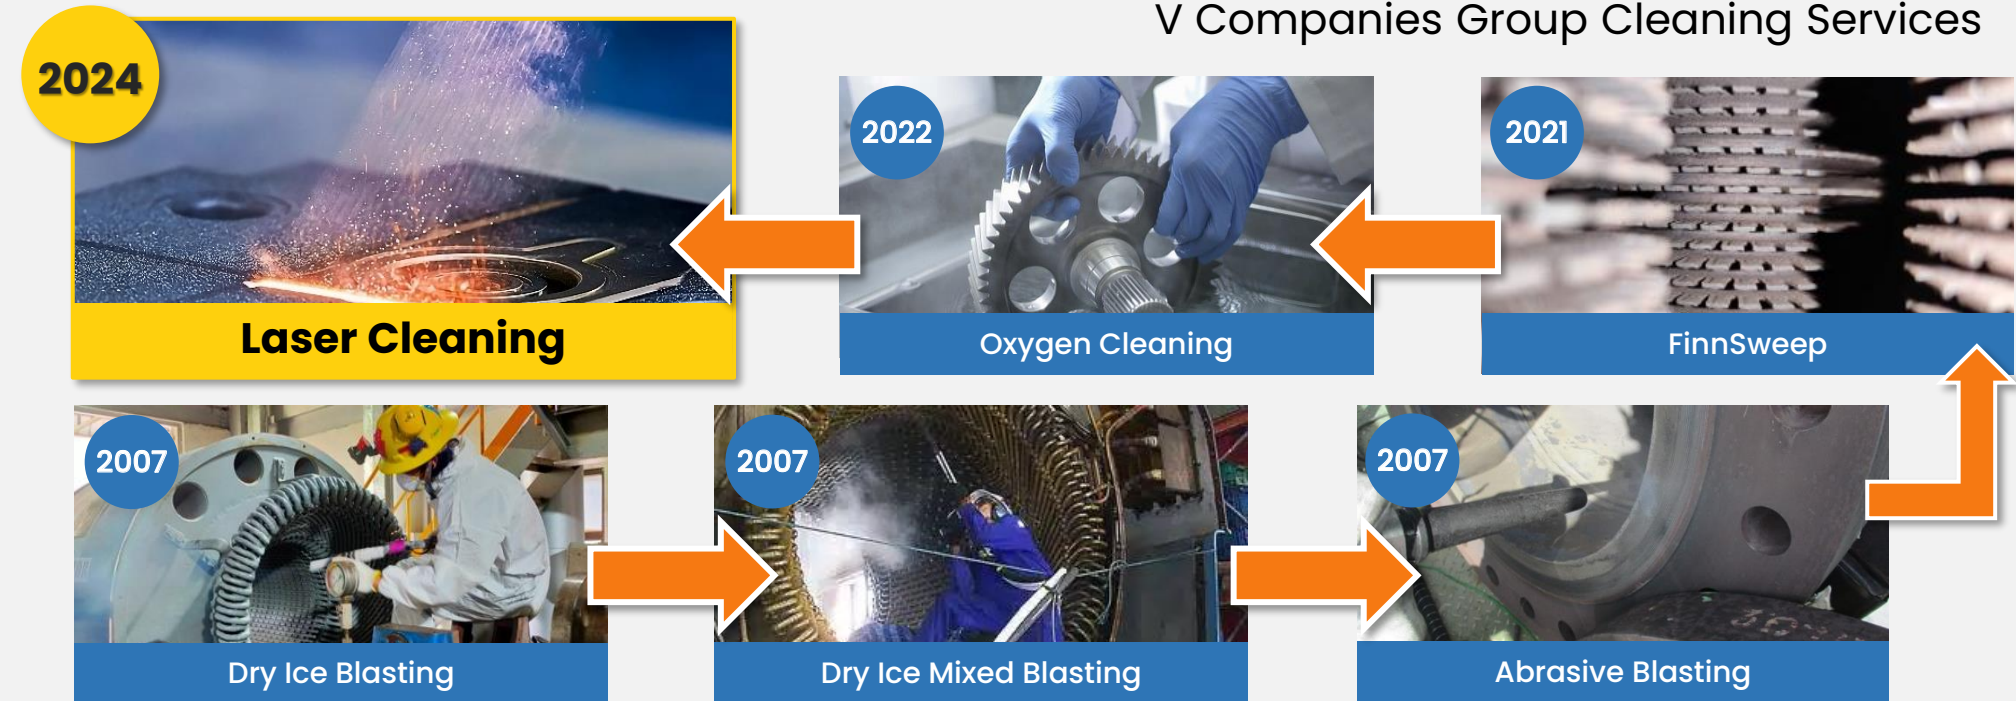 V Companies Group Cleaning Services
2024
Laser Cleaning
2022
Oxygen Cleaning
2021
FinnSweep
2007
Dry Ice Blasting
2007
Dry Ice Mixed Blasting
2007
Abrasive Blasting